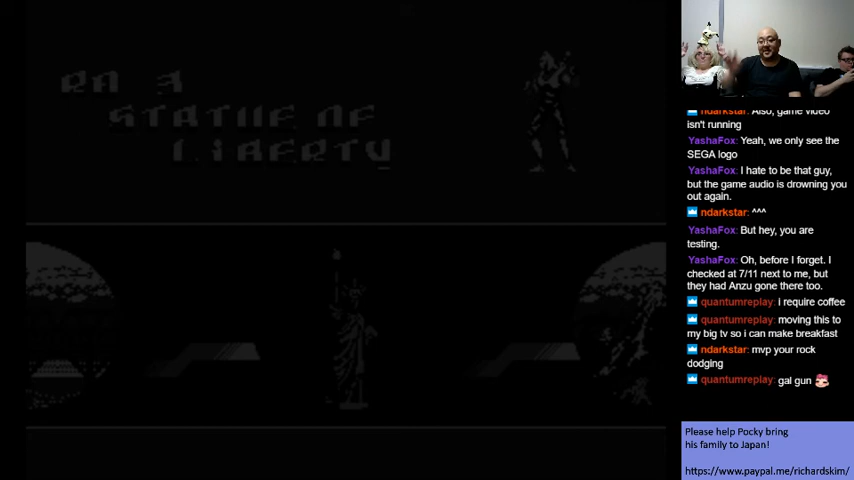 RA 3
STATUE OF
LIBERTY
ndarkstar: Also, game video
isn't running
YashaFox: Yeah, we only see the
SEGA logo
YashaFox: I hate to be that guy,
but the game audio is drowning you
out again.
ndarkstar: ^^^
YashaFox: But hey, you are
testing.
YashaFox: Oh, before I forget. I
checked at 7/11 next to me, but
they had Anzu gone there too.
quantumreplay: i require coffee
quantumreplay: moving this to
my big tv so i can make breakfast
ndarkstar: mvp your rock
dodging
quantumreplay: gal gun
Please help Pocky bring
his family to Japan!
https://www.paypal.me/richardskim/